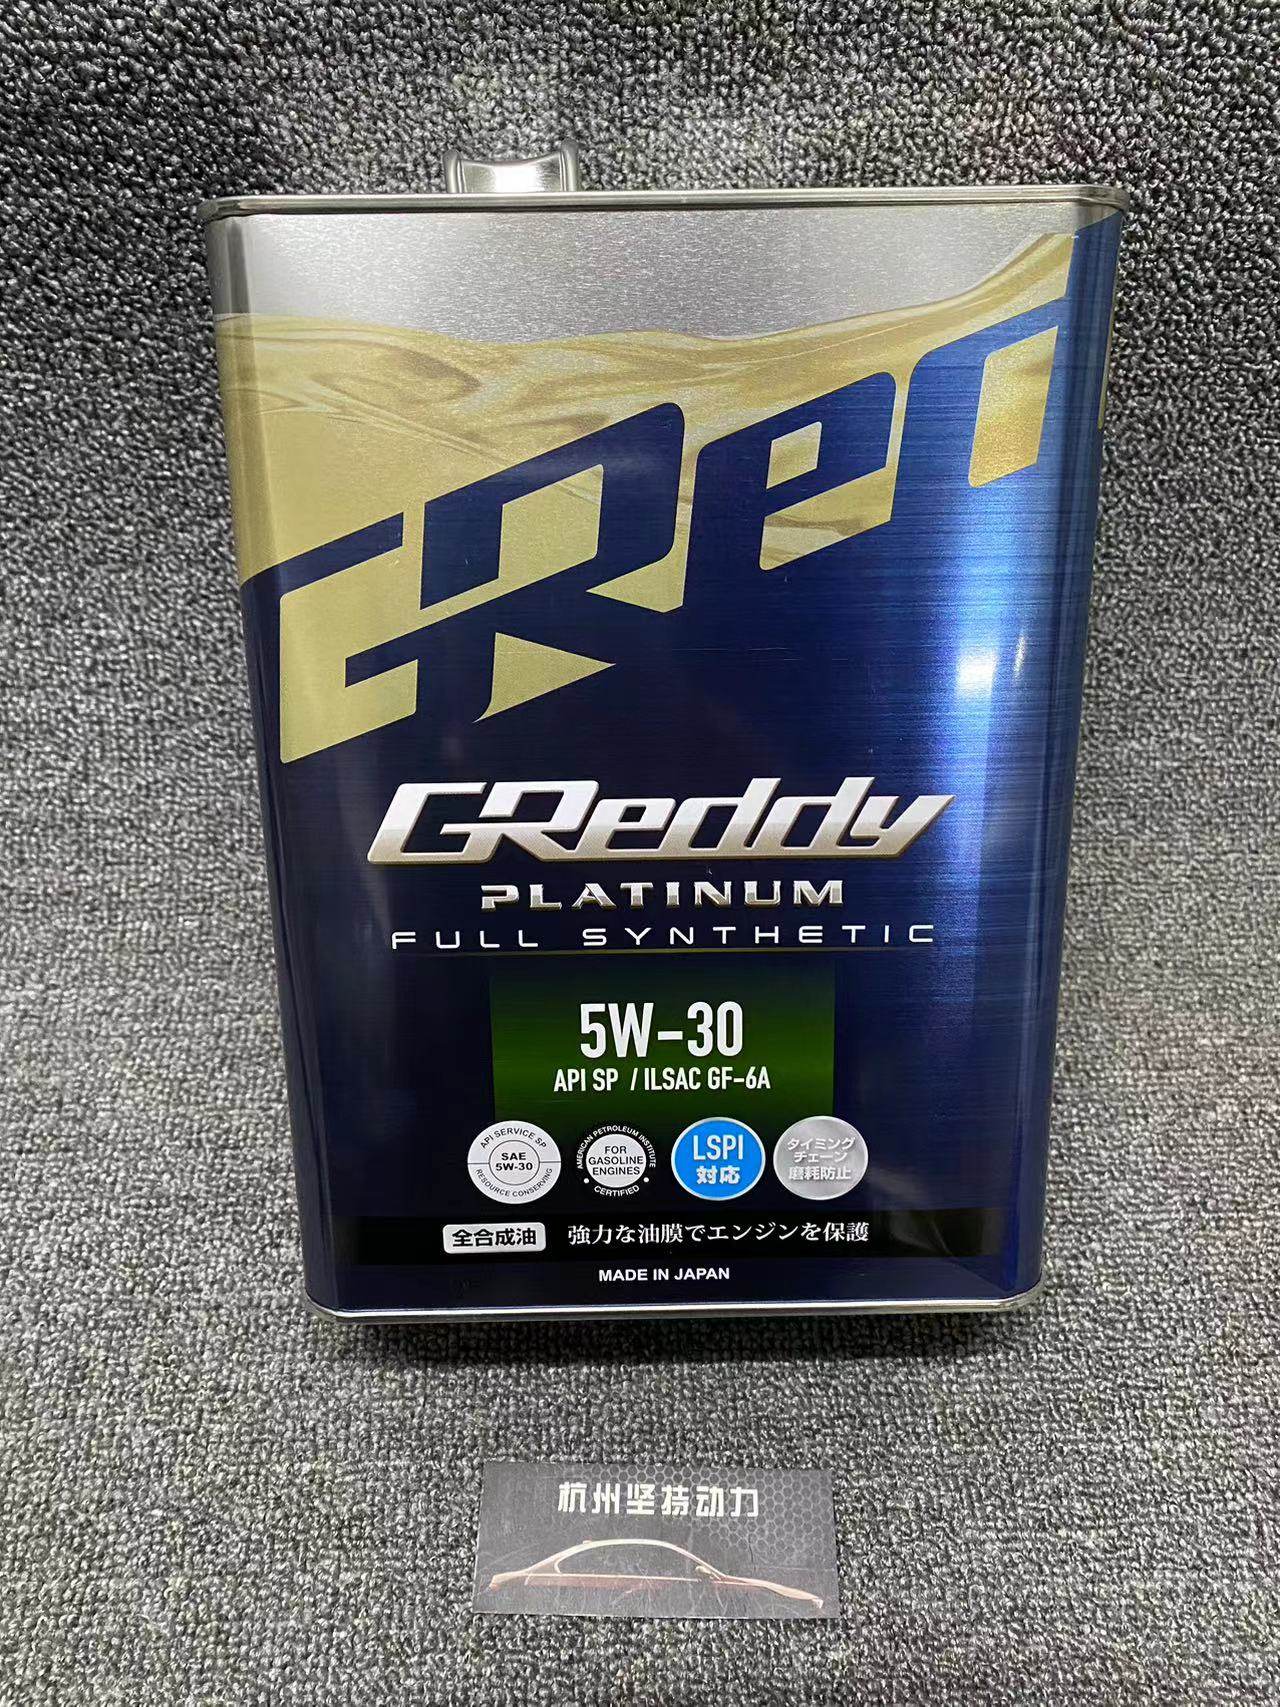 GRed
GReddy
PLATINUM
FULL SYNTHETIC
5W-30
API SP / ILSAC GF-6A
API SERVICE SP
SAE
5W-30
RESOURCE CONSERVING
AMERICAN PETROLEUM INSTITUTE
FOR
GASOLINE
ENGINES
CERTIFIED
LSPI
対応
タイミング
チェーン
磨耗防止
全合成油 強力な油膜でエンジンを保護
MADE IN JAPAN
杭州坚持动力